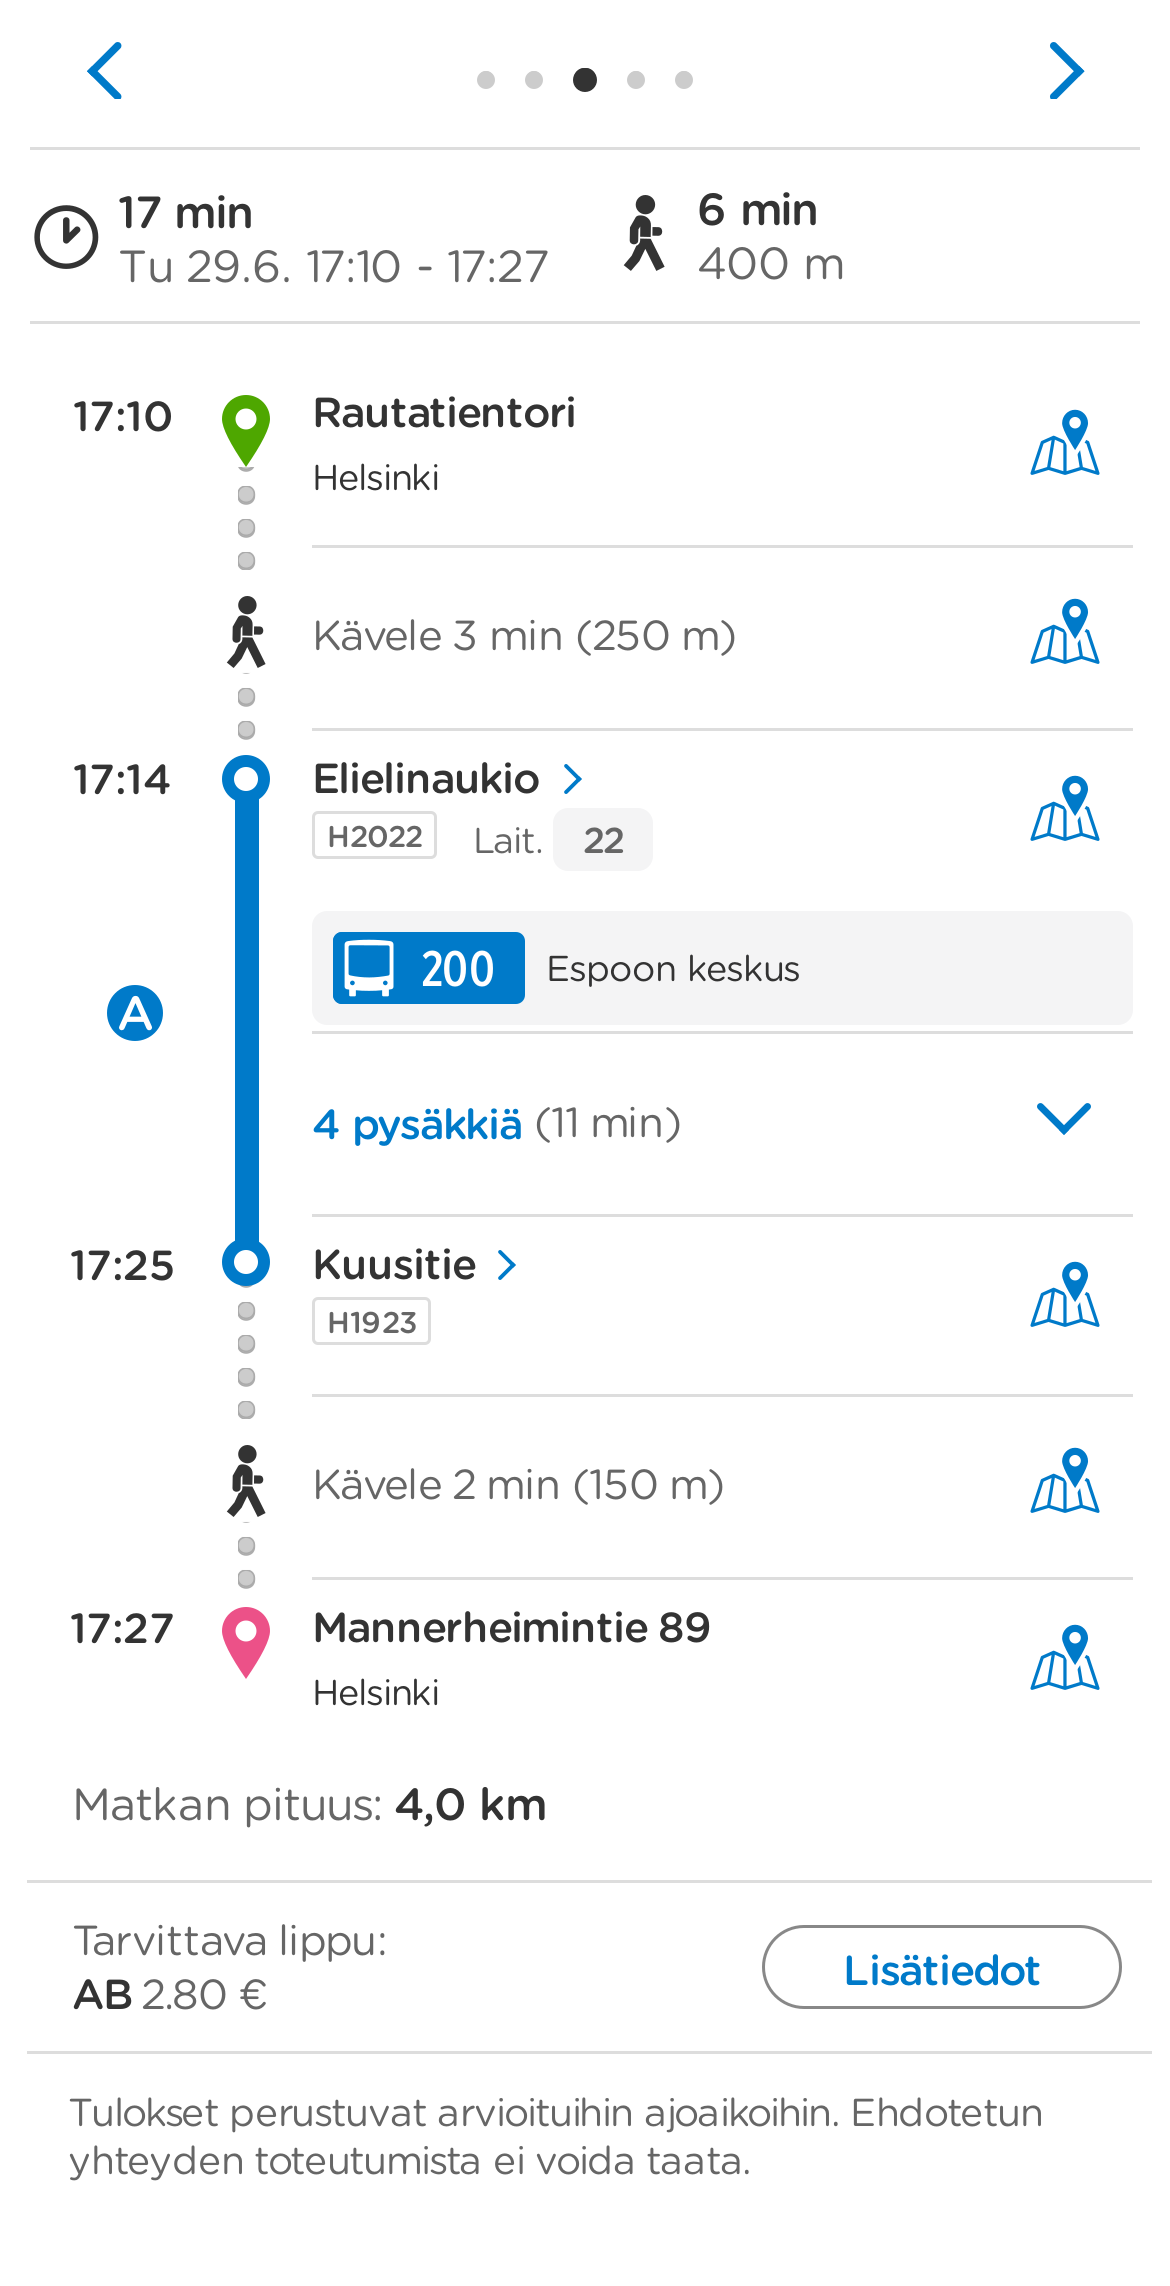 17 min
Tu 29.6. 17:10 - 17:27
6 min
400 m
17:10
Rautatientori
Helsinki
Kävele 3 min (250 m)
17:14
Elielinaukio
H2022 Lait. 22
200 Espoon keskus
A
4 pysäkkiä (11 min)
17:25
Kuusitie
H1923
Kävele 2 min (150 m)
17:27
Mannerheimintie 89
Helsinki
Matkan pituus: 4,0 km
Tarvittava lippu:
AB 2.80 €
Lisätiedot
Tulokset perustuvat arvioituihin ajoaikoihin. Ehdotetun
yhteyden toteutumista ei voida taata.